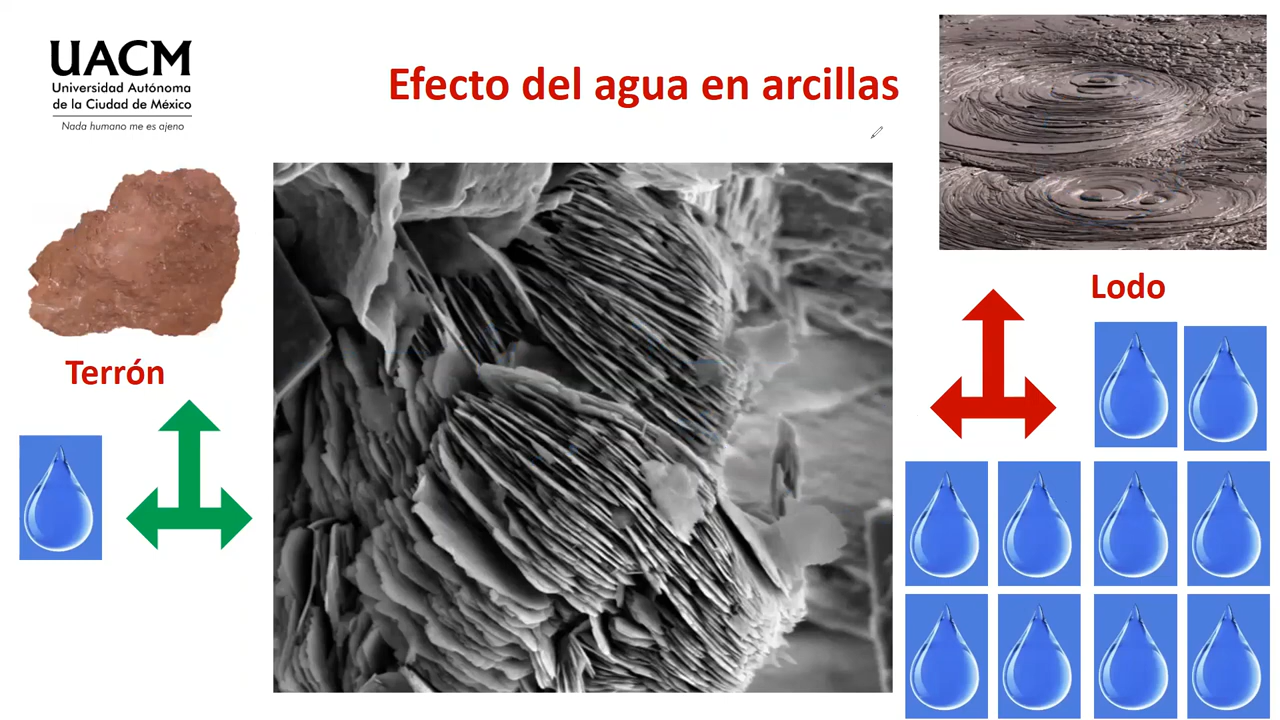 UACM
Universidad Autónoma
de la Ciudad de México
Nada humano me es ajeno
Efecto del agua en arcillas
Terrón
Lodo